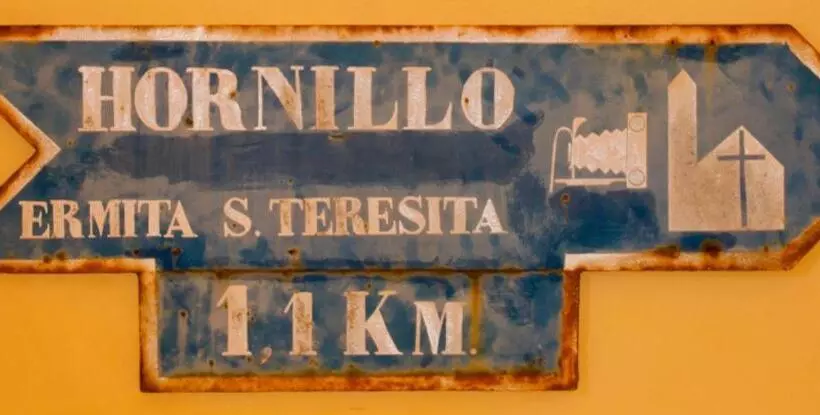 HORNILLO
ERMITA S. TERESITA
1,1 KM.